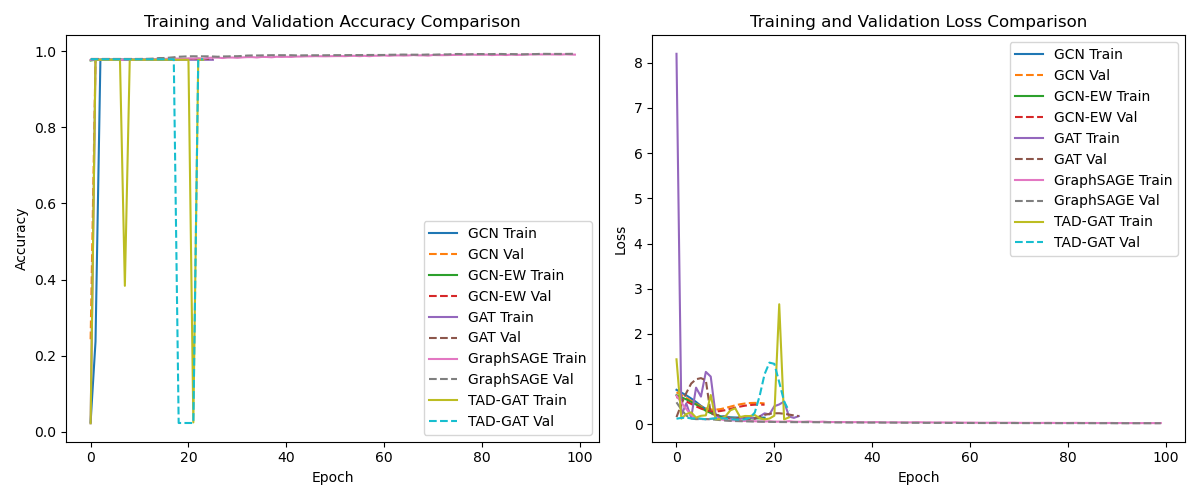 Training and Validation Accuracy Comparison
1.0
0.8
0.6
0.4
0.2
0.0
Accuracy
0 20 40 60 80 100
Epoch
GCN Train
GCN Val
GCN-EW Train
GCN-EW Val
GAT Train
GAT Val
GraphSAGE Train
GraphSAGE Val
TAD-GAT Train
TAD-GAT Val
Training and Validation Loss Comparison
8
7
6
5
4
3
2
1
0
Loss
0 20 40 60 80 100
Epoch
GCN Train
GCN Val
GCN-EW Train
GCN-EW Val
GAT Train
GAT Val
GraphSAGE Train
GraphSAGE Val
TAD-GAT Train
TAD-GAT Val